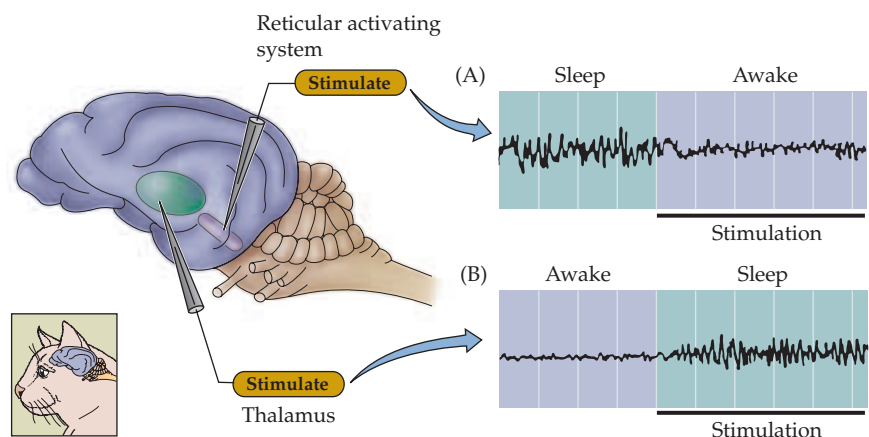 Reticular activating
system
Stimulate
(A)
Sleep Awake
Stimulation
(B)
Awake Sleep
Stimulate
Thalamus
Stimulation